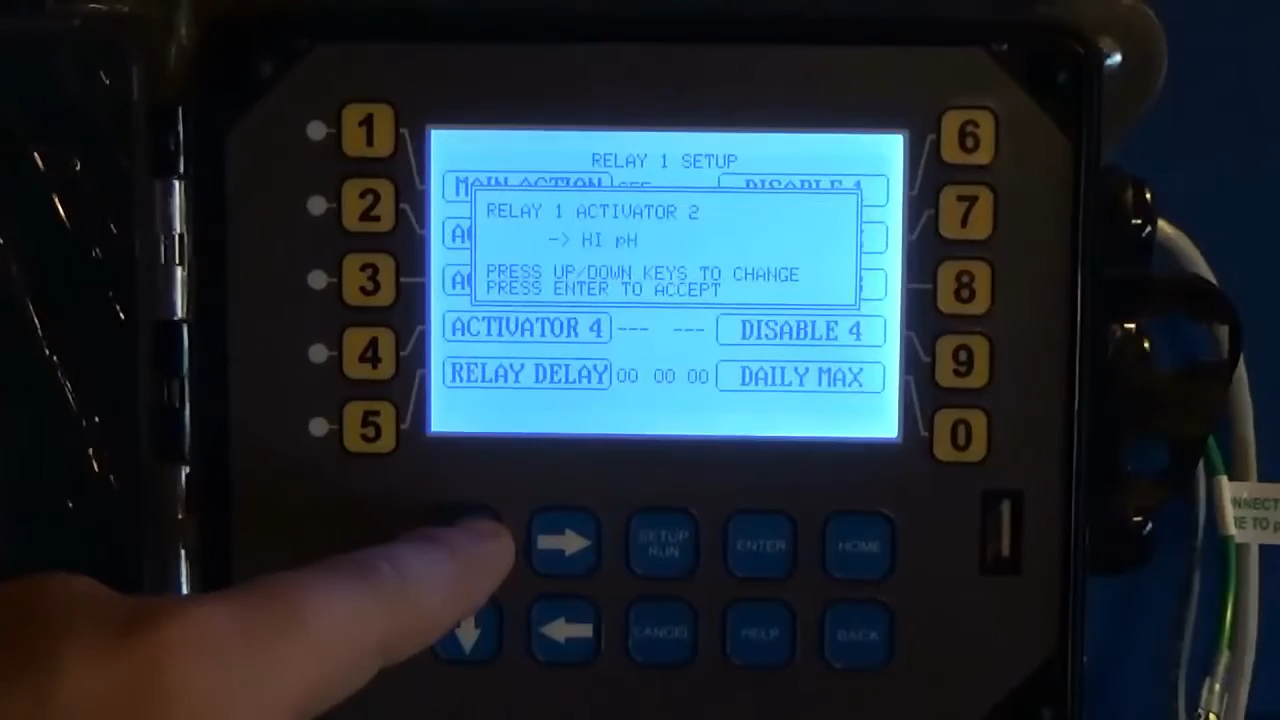 1
2
3
4
5
6
7
8
9
0
RELAY 1 SETUP
MAIN ACTION OFF DISABLE 1
RELAY 1 ACTIVATOR 2
-> HI pH
PRESS UP/DOWN KEYS TO CHANGE
PRESS ENTER TO ACCEPT
ACTIVATOR 4 --- --- DISABLE 4
RELAY DELAY 00 00 00 DAILY MAX
SETUP
RUN
ENTER
HOME
CANCEL
HELP
BACK